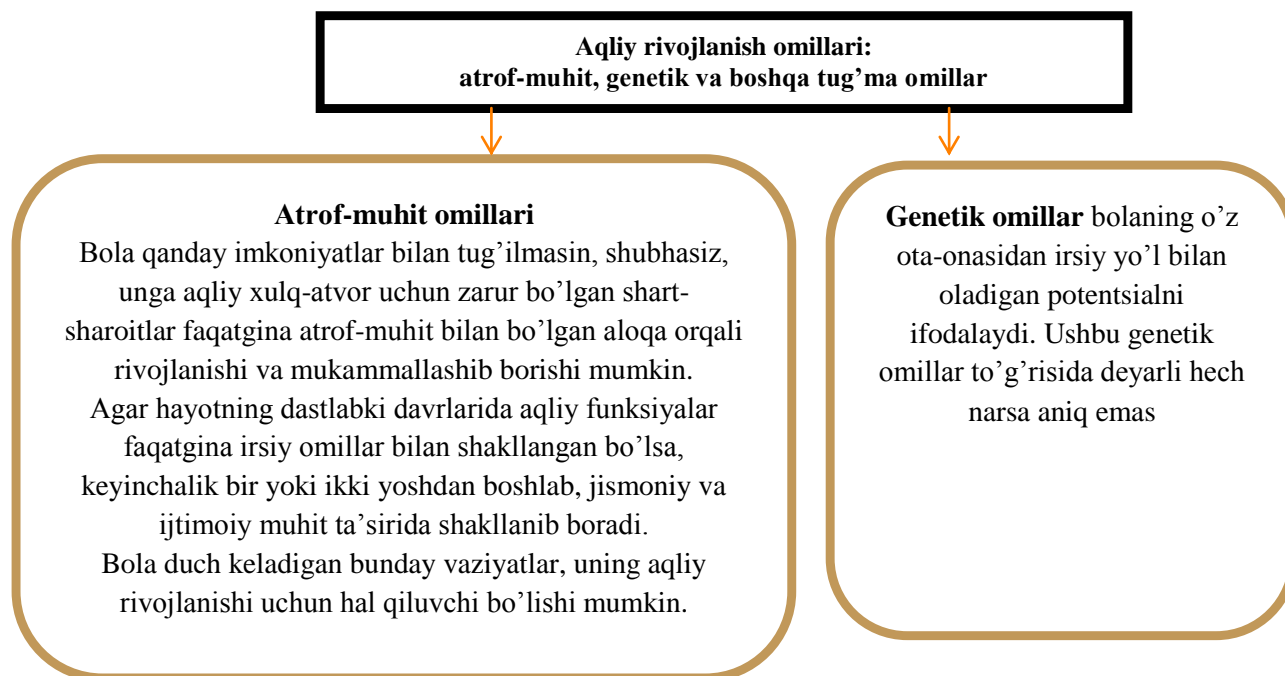 Aqliy rivojlanish omillari:
atrof-muhit, genetik va boshqa tug’ma omillar
Atrof-muhit omillari
Bola qanday imkoniyatlar bilan tug’ilmasin, shubhasiz,
unga aqliy xulq-atvor uchun zarur bo’lgan shart-
sharoitlar faqatgina atrof-muhit bilan bo’lgan aloqa orqali
rivojlanishi va mukammallashib borishi mumkin.
Agar hayotning dastlabki davrlarida aqliy funksiyalar
faqatgina irsiy omillar bilan shakllangan bo’lsa,
keyinchalik bir yoki ikki yoshdan boshlab, jismoniy va
ijtimoiy muhit ta’sirida shakllanib boradi.
Bola duch keladigan bunday vaziyatlar, uning aqliy
rivojlanishi uchun hal qiluvchi bo’lishi mumkin.
Genetik omillar bolaning o’z
ota-onasidan irsiy yo’l bilan
oladigan potentsialni
ifodalaydi. Ushbu genetik
omillar to’g’risida deyarli hech
narsa aniq emas